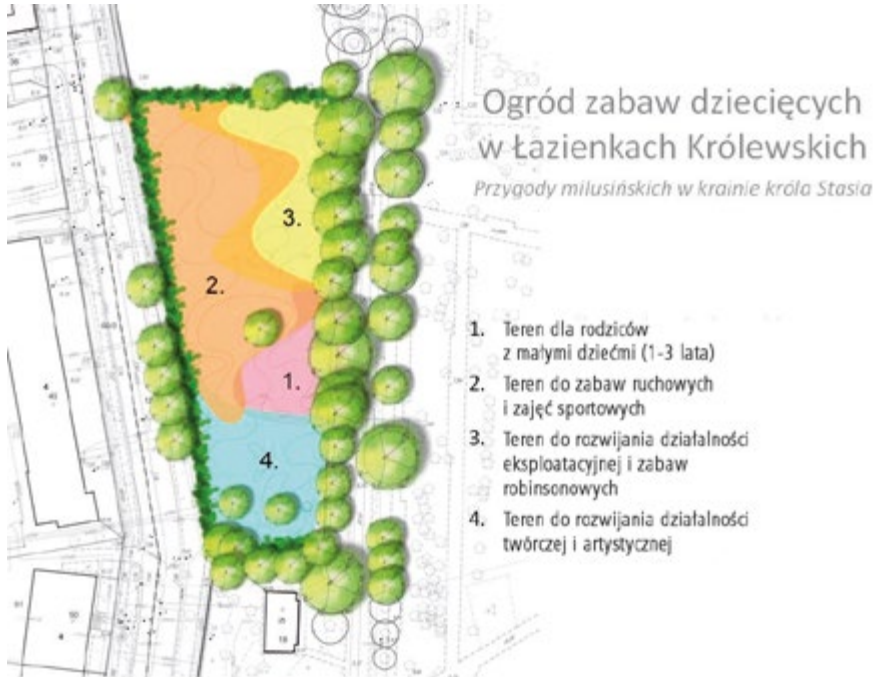 Ogród zabaw dziecięcych
w Łazienkach Królewskich
Przygody milusińskich w krainie króla Stasia
1. Teren dla rodziców
z małymi dziećmi (1-3 lata)
2. Teren do zabaw ruchowych
i zajęć sportowych
3. Teren do rozwijania działalności
eksploatacyjnej i zabaw
robinsonowych
4. Teren do rozwijania działalności
twórczej i artystycznej
3.
2.
1.
4.